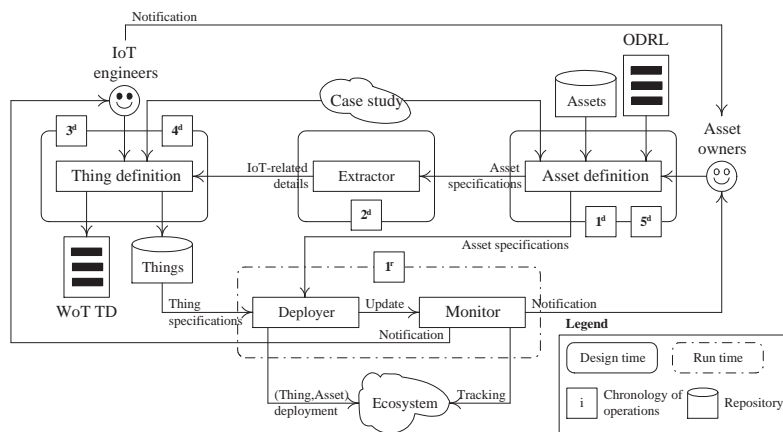 Notification
ODRL
IoT
engineers
Case study
Assets
Asset
owners
3d
4d
Thing definition
IoT-related
details
Extractor
Asset
specifications
Asset definition
2d
1d
5d
WoT TD
Things
Asset specifications
1r
Thing
specifications
Deployer
Update
Monitor
Notification
Notification
(Thing,Asset)
deployment
Ecosystem
Tracking
Legend
Design time
Run time
i
Chronology of
operations
Repository